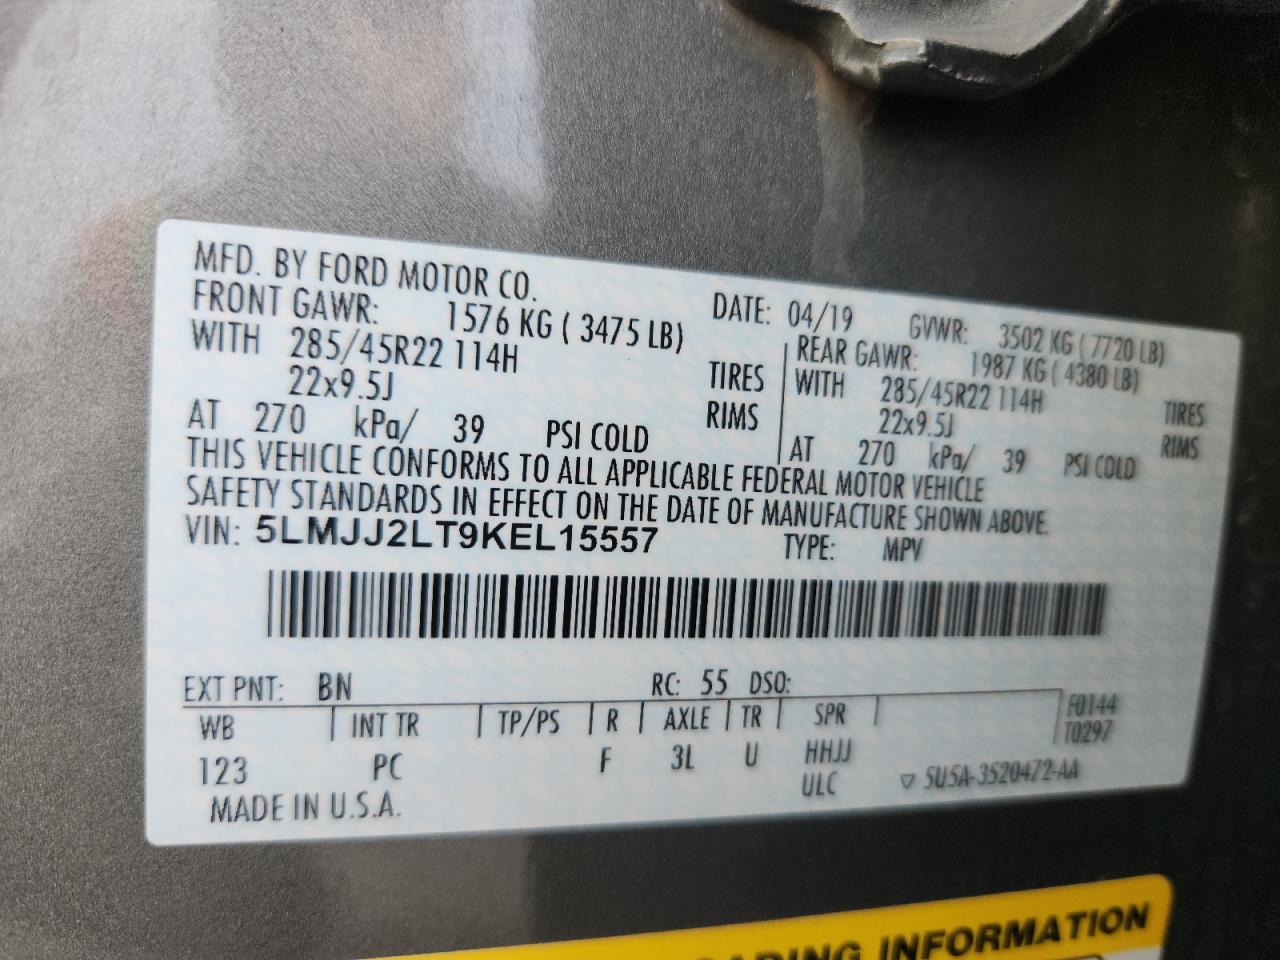 MFD. BY FORD MOTOR CO.
DATE: 04/19 GVWR: 3502 KG ( 7720 LB)
FRONT GAWR: 1576 KG ( 3475 LB)
WITH 285/45R22 114H TIRES
22x9.5J RIMS
AT 270 kPa/ 39 PSI COLD
REAR GAWR: 1987 KG ( 4380 LB)
WITH 285/45R22 114H TIRES
22x9.5J RIMS
AT 270 kPa/ 39 PSI COLD
THIS VEHICLE CONFORMS TO ALL APPLICABLE FEDERAL MOTOR VEHICLE
SAFETY STANDARDS IN EFFECT ON THE DATE OF MANUFACTURE SHOWN ABOVE.
VIN: 5LMJJ2LT9KEL15557 TYPE: MPV
EXT PNT: BN RC: 55 DSO:
WB INT TR TP/PS R AXLE TR SPR F0144
T0297
123 PC F 3L U HHJJ
ULC ▽ 5U5A-3520472-AA
MADE IN U.S.A.
INFORMATION